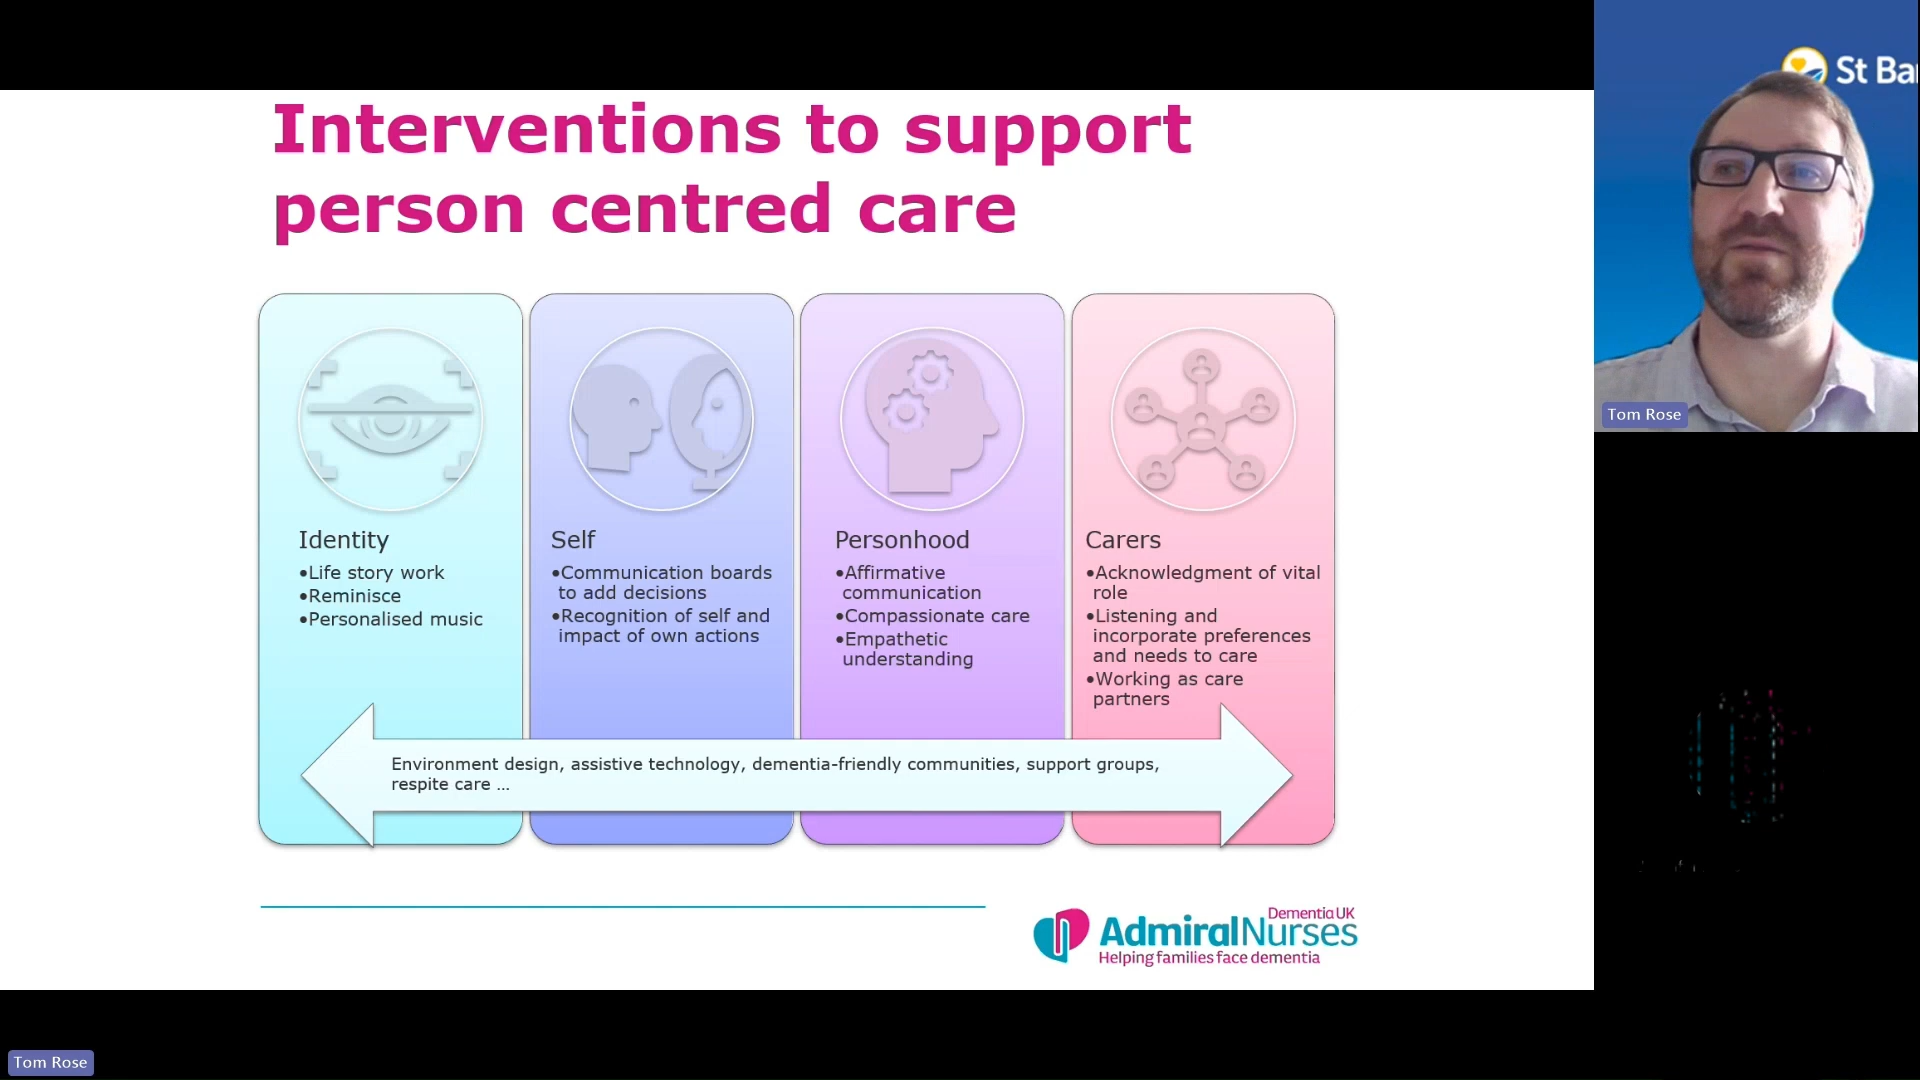 Interventions to support
person centred care
Identity
•Life story work
•Reminisce
•Personalised music
Self
•Communication boards
to add decisions
•Recognition of self and
impact of own actions
Personhood
•Affirmative
communication
•Compassionate care
•Empathetic
understanding
Carers
•Acknowledgment of vital
role
•Listening and
incorporate preferences
and needs to care
•Working as care
partners
Environment design, assistive technology, dementia-friendly communities, support groups,
respite care ...
Dementia UK
AdmiralNurses
Helping families face dementia
St Ba
Tom Rose
Tom Rose